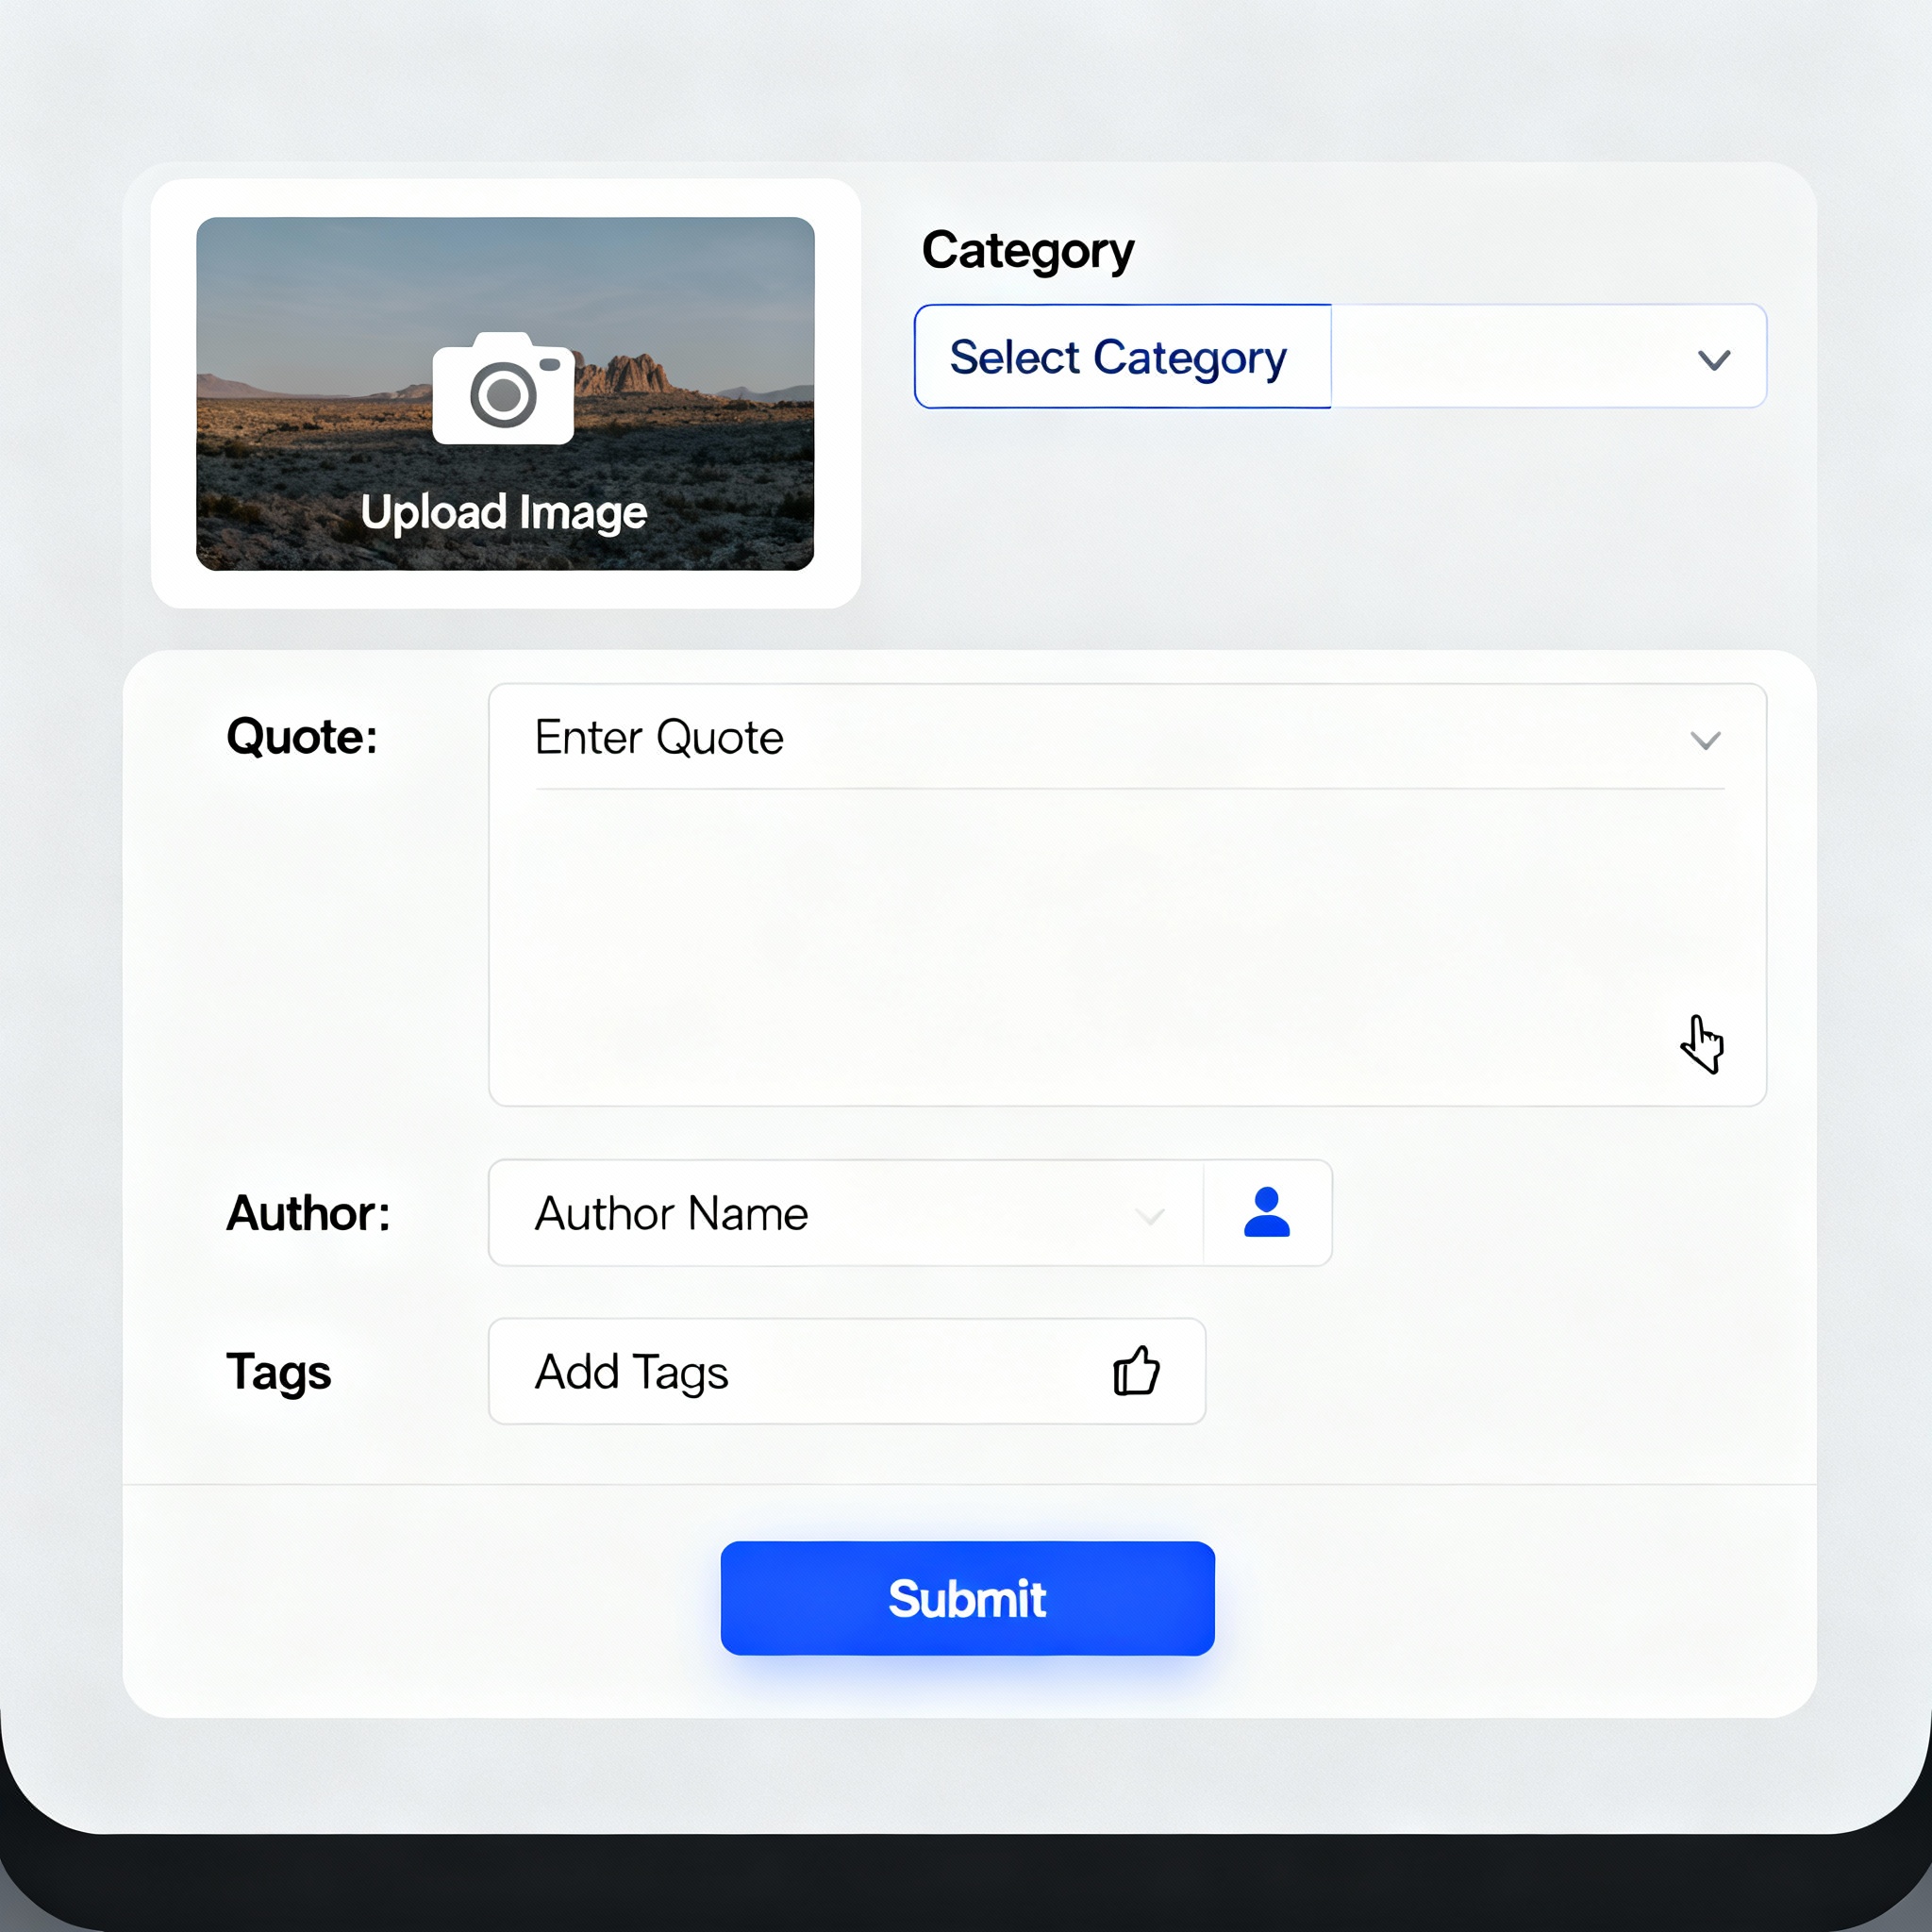 Upload Image
Category
Select Category
Quote:
Enter Quote
Author:
Author Name
Tags
Add Tags
Submit